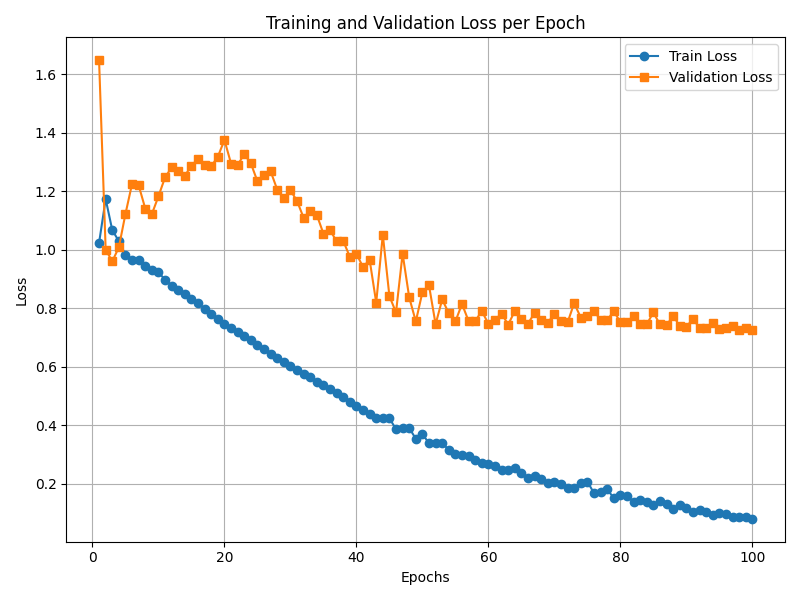 Training and Validation Loss per Epoch
Train Loss
Validation Loss
1.6
1.4
1.2
1.0
0.8
0.6
0.4
0.2
Loss
0 20 40 60 80 100
Epochs